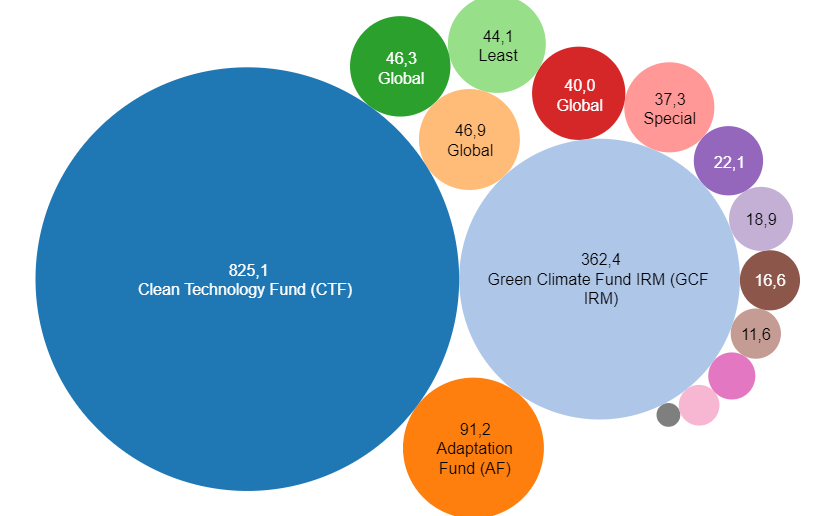 46,3
Global
44,1
Least
40,0
Global
37,3
Special
46,9
Global
22,1
18,9
825,1
Clean Technology Fund (CTF)
362,4
Green Climate Fund IRM (GCF
IRM)
16,6
11,6
91,2
Adaptation
Fund (AF)